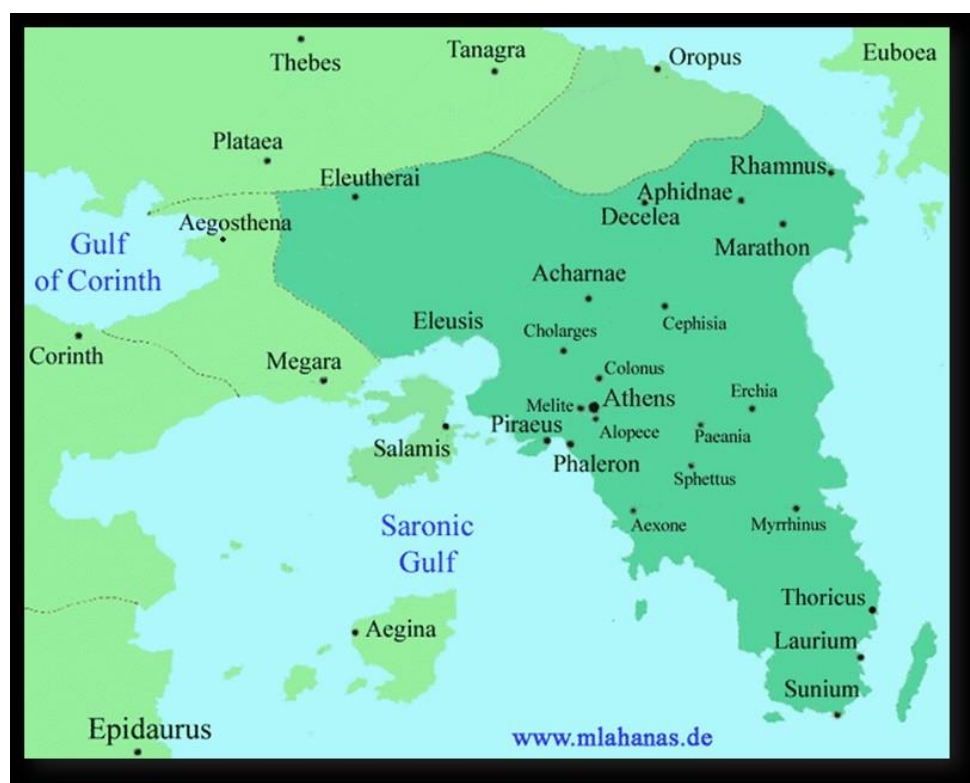 Thebes
Tanagra
Oropus
Euboea
Plataea
Eleutherai
Rhamnus
Aphidnae
Decelea
Aegosthena
Marathon
Gulf
of Corinth
Acharnae
Cephisia
Eleusis
Cholarges
Corinth
Megara
Colonus
Erchia
Athens
Melite
Piraeus
Alopece
Paeania
Salamis
Phaleron
Sphettus
Saronic
Gulf
Aexone
Myrrhinus
Thoricus
Aegina
Laurium
Sunium
Epidaurus
www.mlahanas.de